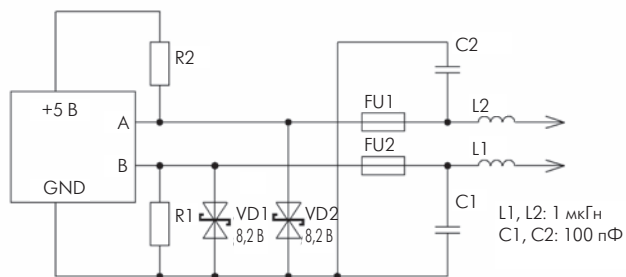 R2
C2
+5 В
FU1
L2
A
FU2
L1
B
GND
R1
VD1
8,2 В
VD2
8,2 В
C1
L1, L2: 1 мкГн
C1, C2: 100 пФ